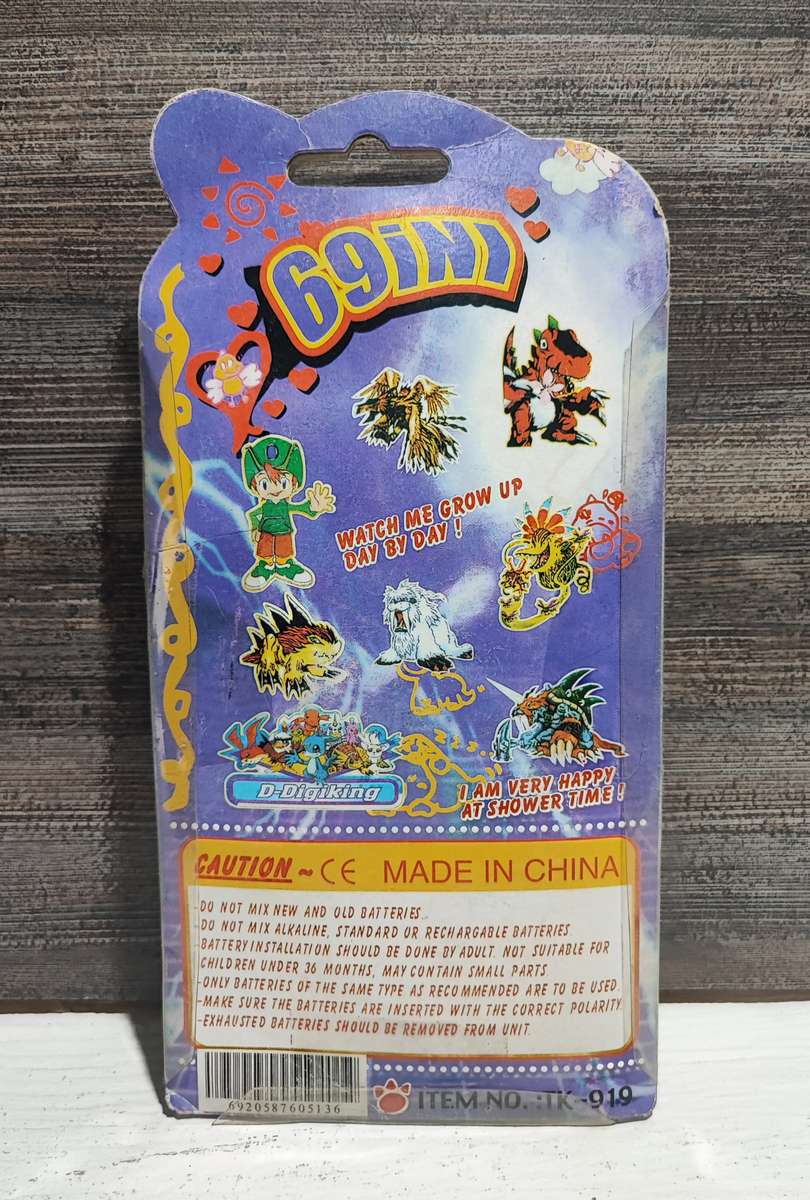 69iNI
WATCH ME GROW UP
DAY BY DAY !
D-Digiking
I AM VERY HAPPY
AT SHOWER TIME !
CAUTION ~ CE MADE IN CHINA
-DO NOT MIX NEW AND OLD BATTERIES.
-DO NOT MIX ALKALINE, STANDARD OR RECHARGABLE BATTERIES
-BATTERY INSTALLATION SHOULD BE DONE BY ADULT. NOT SUITABLE FOR
CHILDREN UNDER 36 MONTHS, MAY CONTAIN SMALL PARTS.
-ONLY BATTERIES OF THE SAME TYPE AS RECOMMENDED ARE TO BE USED.
-MAKE SURE THE BATTERIES ARE INSERTED WITH THE CORRECT POLARITY.
-EXHAUSTED BATTERIES SHOULD BE REMOVED FROM UNIT.
6920587605136
ITEM NO. :TK-919